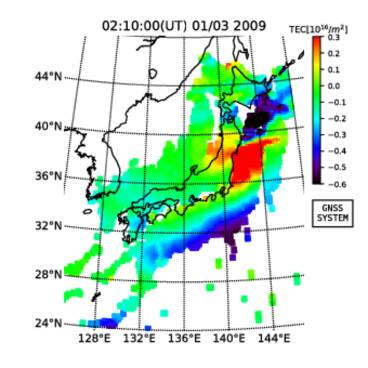 02:10:00(UT) 01/03 2009
TEC[10^16/m^2]
0.3
0.2
0.1
0.0
−0.1
−0.2
−0.3
−0.4
−0.5
−0.6
GNSS
SYSTEM
44°N
40°N
36°N
32°N
28°N
24°N
128°E 132°E 136°E 140°E 144°E